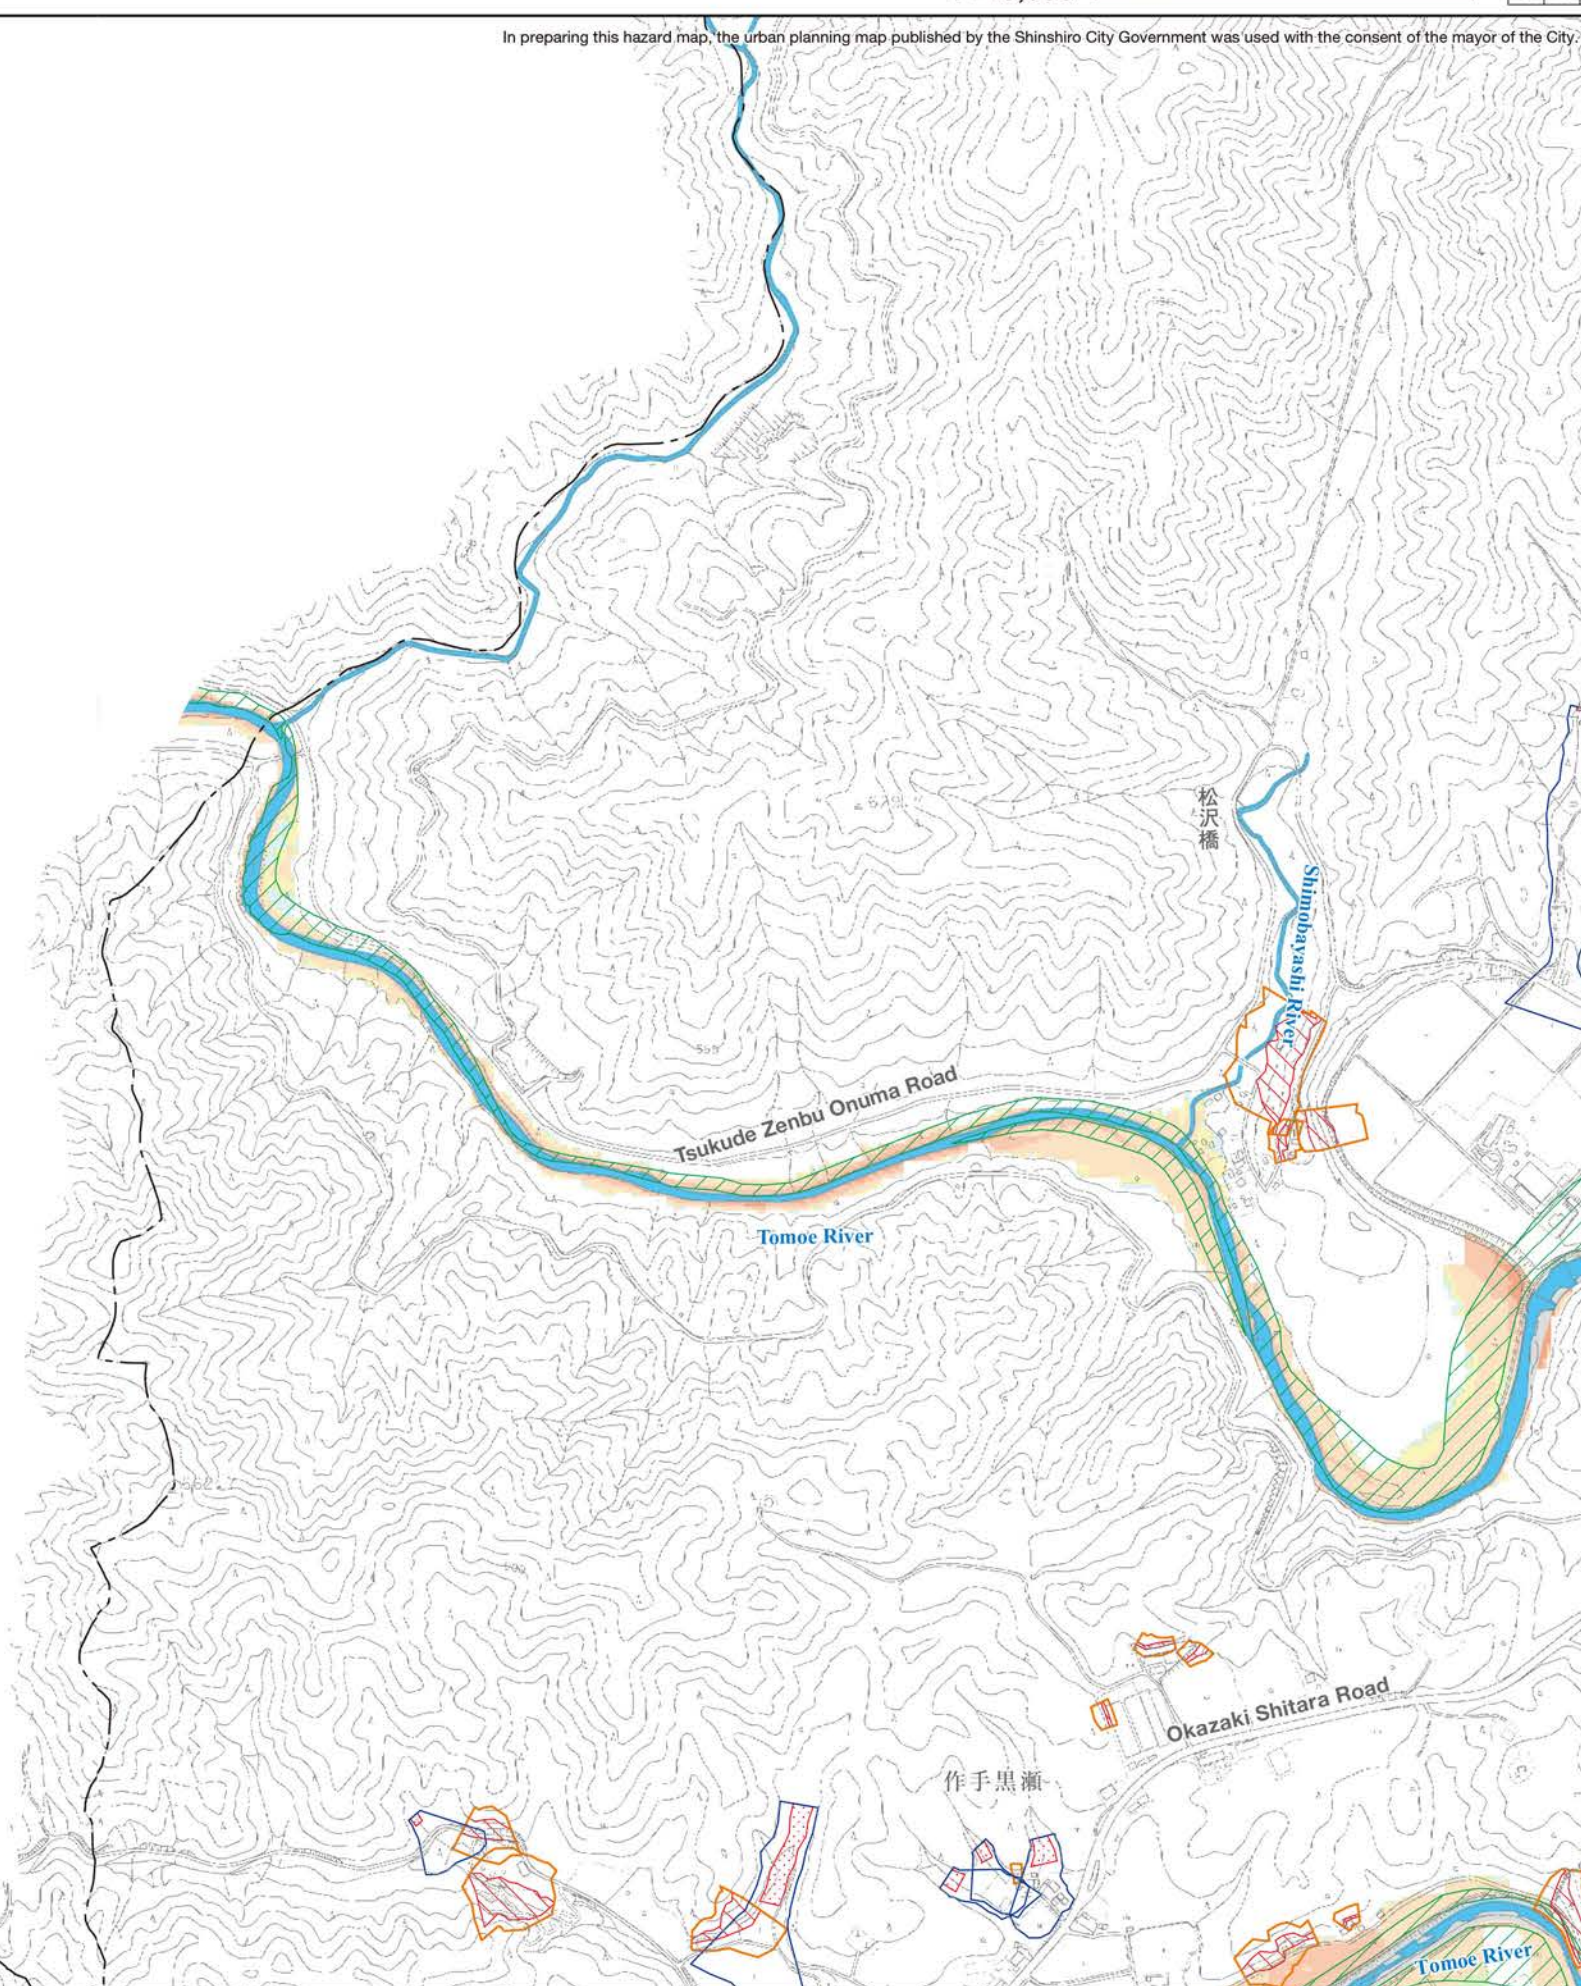 In preparing this hazard map, the urban planning map published by the Shinshiro City Government was used with the consent of the mayor of the City.
松沢橋
Shimobayashi River
555
Tsukude Zenbu Onuma Road
Tomoe River
562
Okazaki Shitara Road
作手黒瀬
Tomoe River